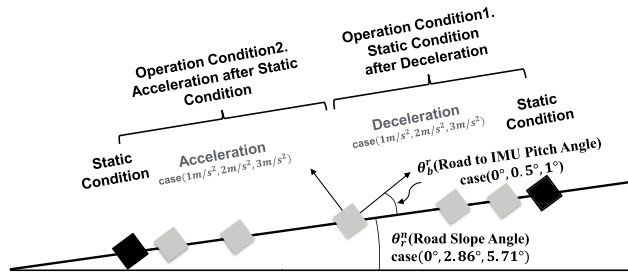 Operation Condition1.
Static Condition
after Deceleration
Operation Condition2.
Acceleration after Static
Condition
Deceleration
case(1m/s², 2m/s², 3m/s²)
Static
Condition
Acceleration
case(1m/s², 2m/s², 3m/s²)
Static
Condition
θ_b^r(Road to IMU Pitch Angle)
case(0°, 0.5°, 1°)
θ_r^n(Road Slope Angle)
case(0°, 2.86°, 5.71°)